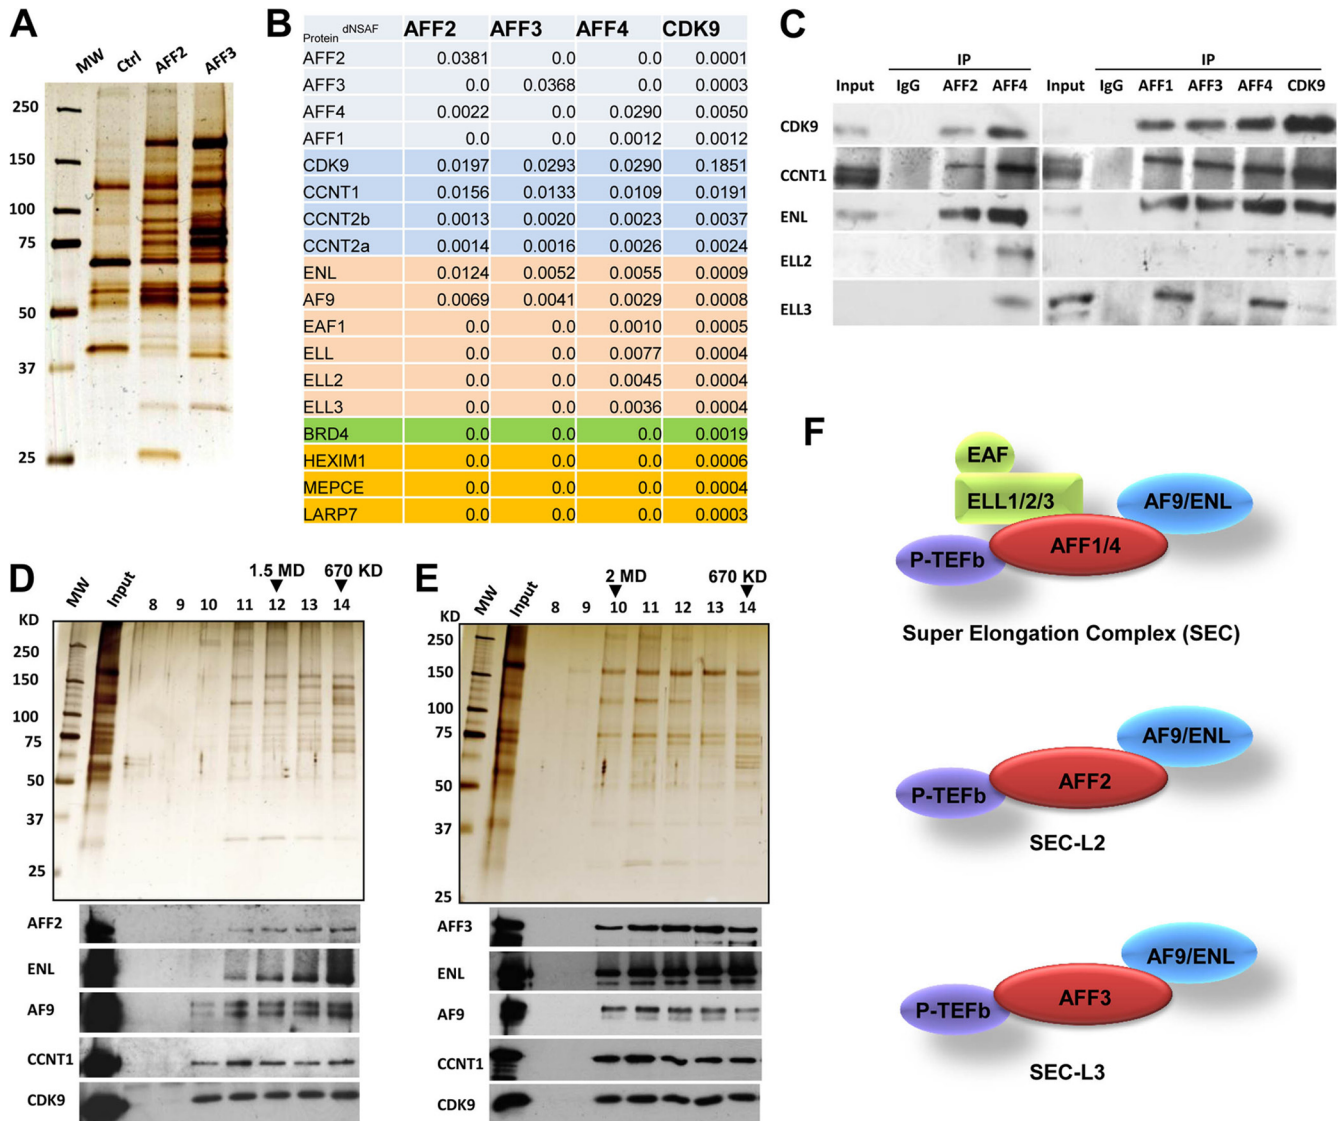 A
MW Ctrl AFF2 AFF3
250
150
100
75
50
37
25
B
Protein dNSAF AFF2 AFF3 AFF4 CDK9
AFF2 0.0381 0.0 0.0 0.0001
AFF3 0.0 0.0368 0.0 0.0003
AFF4 0.0022 0.0 0.0290 0.0050
AFF1 0.0 0.0 0.0012 0.0012
CDK9 0.0197 0.0293 0.0290 0.1851
CCNT1 0.0156 0.0133 0.0109 0.0191
CCNT2b 0.0013 0.0020 0.0023 0.0037
CCNT2a 0.0014 0.0016 0.0026 0.0024
ENL 0.0124 0.0052 0.0055 0.0009
AF9 0.0069 0.0041 0.0029 0.0008
EAF1 0.0 0.0 0.0010 0.0005
ELL 0.0 0.0 0.0077 0.0004
ELL2 0.0 0.0 0.0045 0.0004
ELL3 0.0 0.0 0.0036 0.0004
BRD4 0.0 0.0 0.0 0.0019
HEXIM1 0.0 0.0 0.0 0.0006
MEPCE 0.0 0.0 0.0 0.0004
LARP7 0.0 0.0 0.0 0.0003
C
IP IP
Input IgG AFF2 AFF4 Input IgG AFF1 AFF3 AFF4 CDK9
CDK9
CCNT1
ENL
ELL2
ELL3
D
1.5 MD 670 KD
KD MW Input 8 9 10 11 12 13 14
250
150
100
75
50
37
25
AFF2
ENL
AF9
CCNT1
CDK9
E
2 MD 670 KD
KD MW Input 8 9 10 11 12 13 14
250
150
100
75
50
37
25
AFF3
ENL
AF9
CCNT1
CDK9
F
EAF
ELL1/2/3
AF9/ENL
P-TEFb
AFF1/4
Super Elongation Complex (SEC)
AF9/ENL
P-TEFb
AFF2
SEC-L2
AF9/ENL
P-TEFb
AFF3
SEC-L3